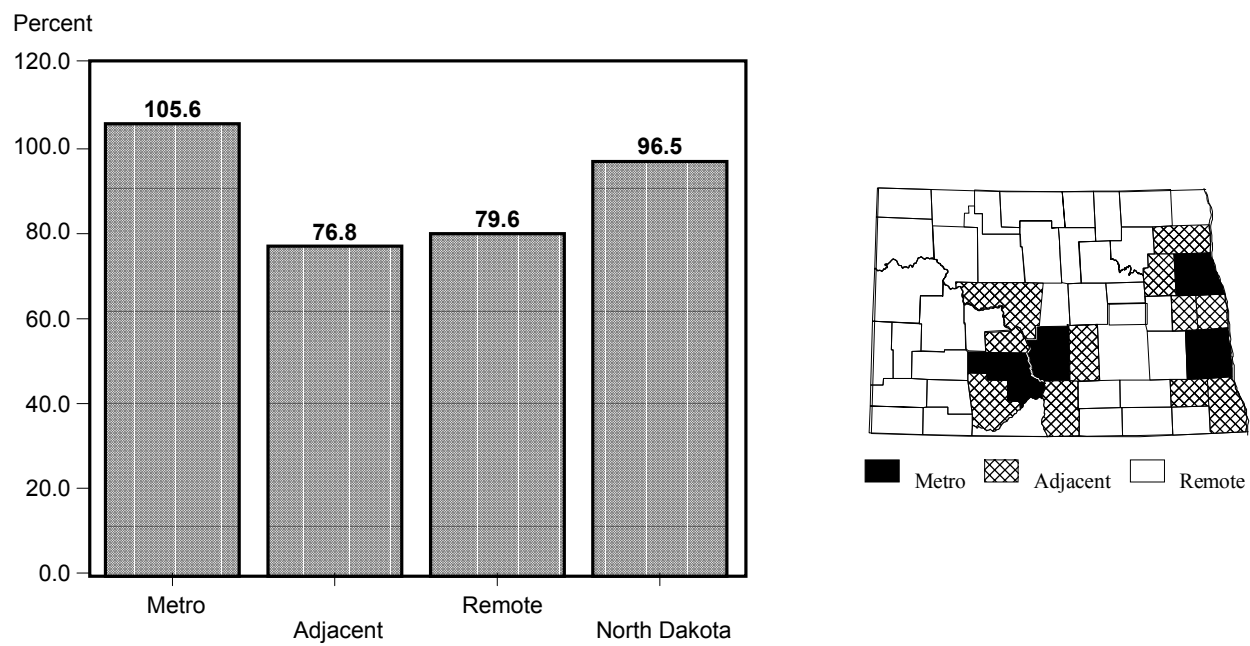 Percent
120.0
100.0
80.0
60.0
40.0
20.0
0.0
105.6
76.8
79.6
96.5
Metro
Adjacent
Remote
North Dakota
Metro Adjacent Remote